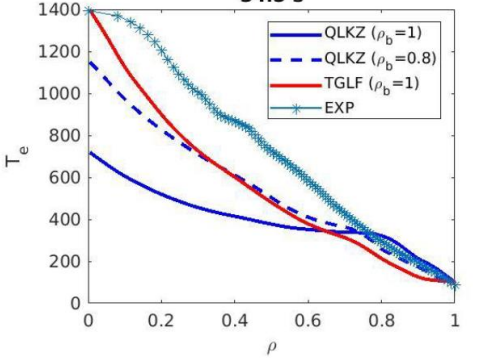 1400
1200
1000
800
600
400
200
0
T_e
QLKZ (ρ_b=1)
QLKZ (ρ_b=0.8)
TGLF (ρ_b=1)
EXP
0 0.2 0.4 0.6 0.8 1
ρ